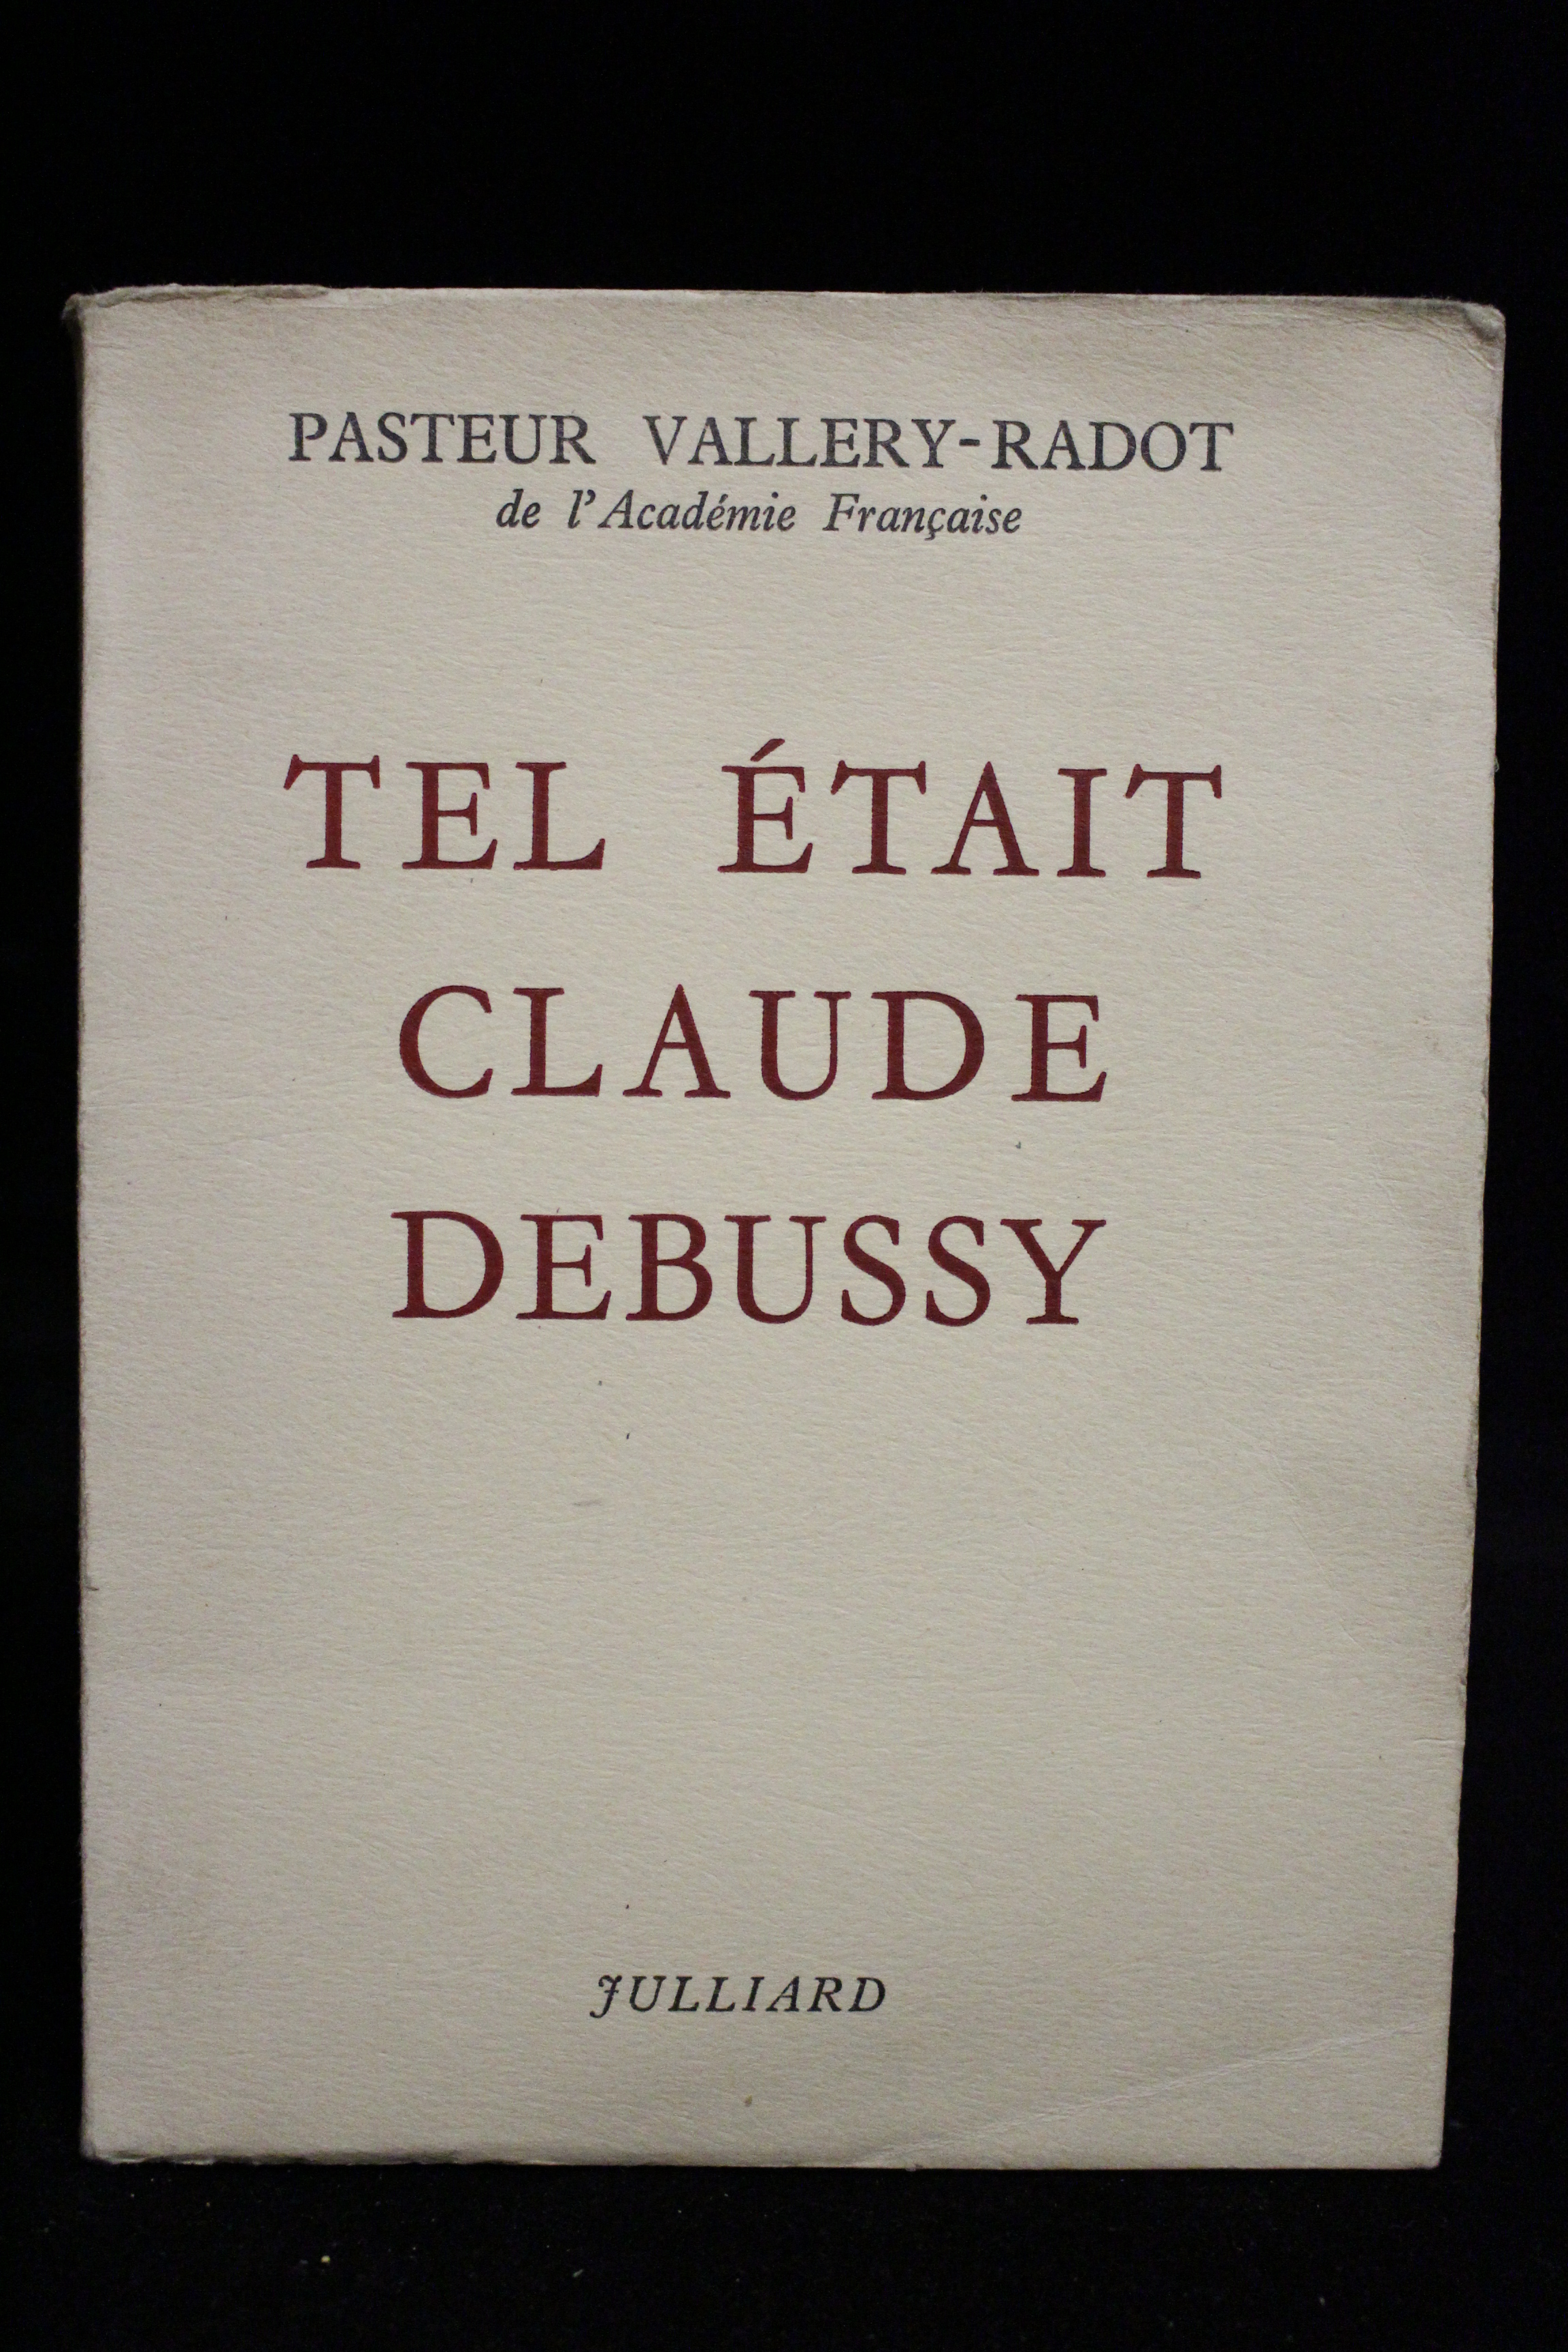 PASTEUR VALLERY-RADOT
de l'Académie Française
TEL ÉTAIT
CLAUDE
DEBUSSY
JULLIARD